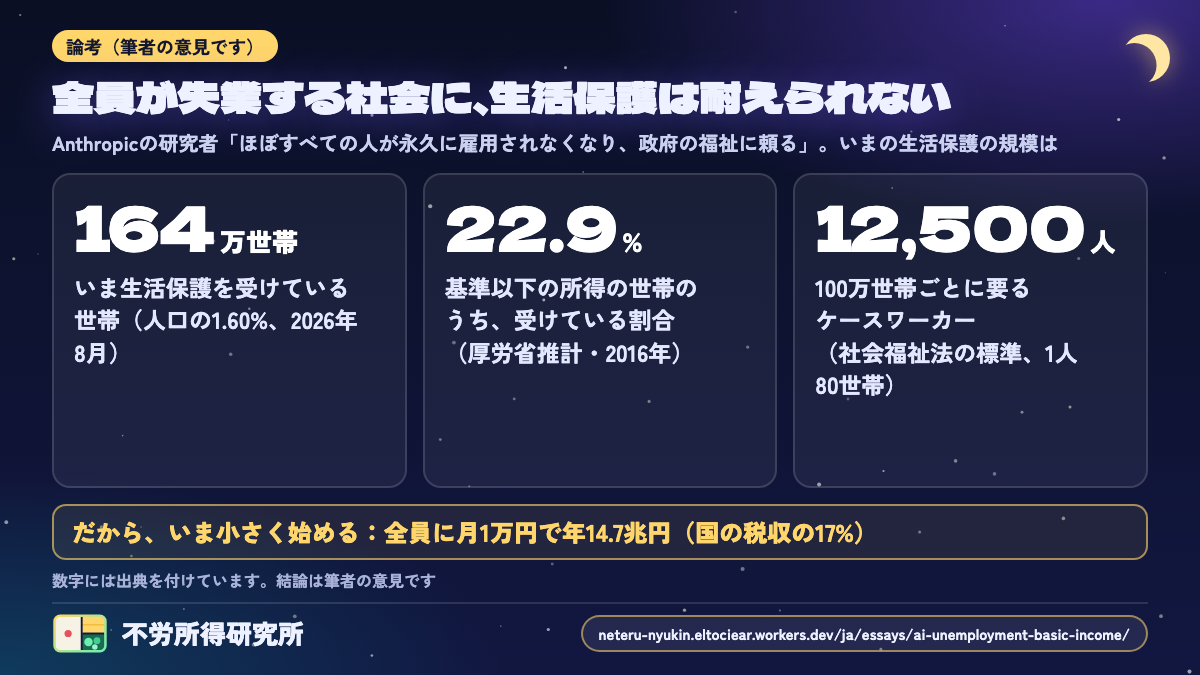 論考（筆者の意見です）
全員が失業する社会に、生活保護は耐えられない
Anthropicの研究者「ほぼすべての人が永久に雇用されなくなり、政府の福祉に頼る」。いまの生活保護の規模は
164万世帯
いま生活保護を受けている
世帯（人口の1.60%、2026年
8月）
22.9%
基準以下の所得の世帯の
うち、受けている割合
（厚労省推計・2016年）
12,500人
100万世帯ごとに要る
ケースワーカー
（社会福祉法の標準、1人
80世帯）
だから、いま小さく始める：全員に月1万円で年14.7兆円（国の税収の17%）
数字には出典を付けています。結論は筆者の意見です
不労所得研究所
neteru-nyukin.eltociear.workers.dev/ja/essays/ai-unemployment-basic-income/